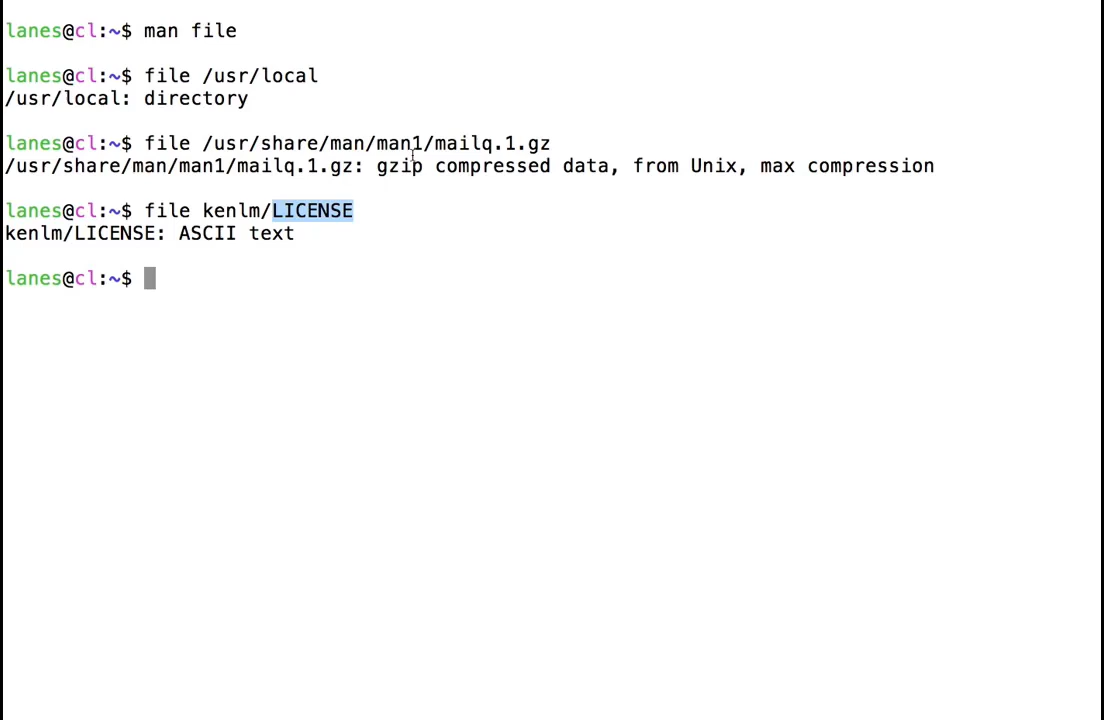 lanes@cl:~$ man file
lanes@cl:~$ file /usr/local
/usr/local: directory
lanes@cl:~$ file /usr/share/man/man1/mailq.1.gz
/usr/share/man/man1/mailq.1.gz: gzip compressed data, from Unix, max compression
lanes@cl:~$ file kenlm/LICENSE
kenlm/LICENSE: ASCII text
lanes@cl:~$